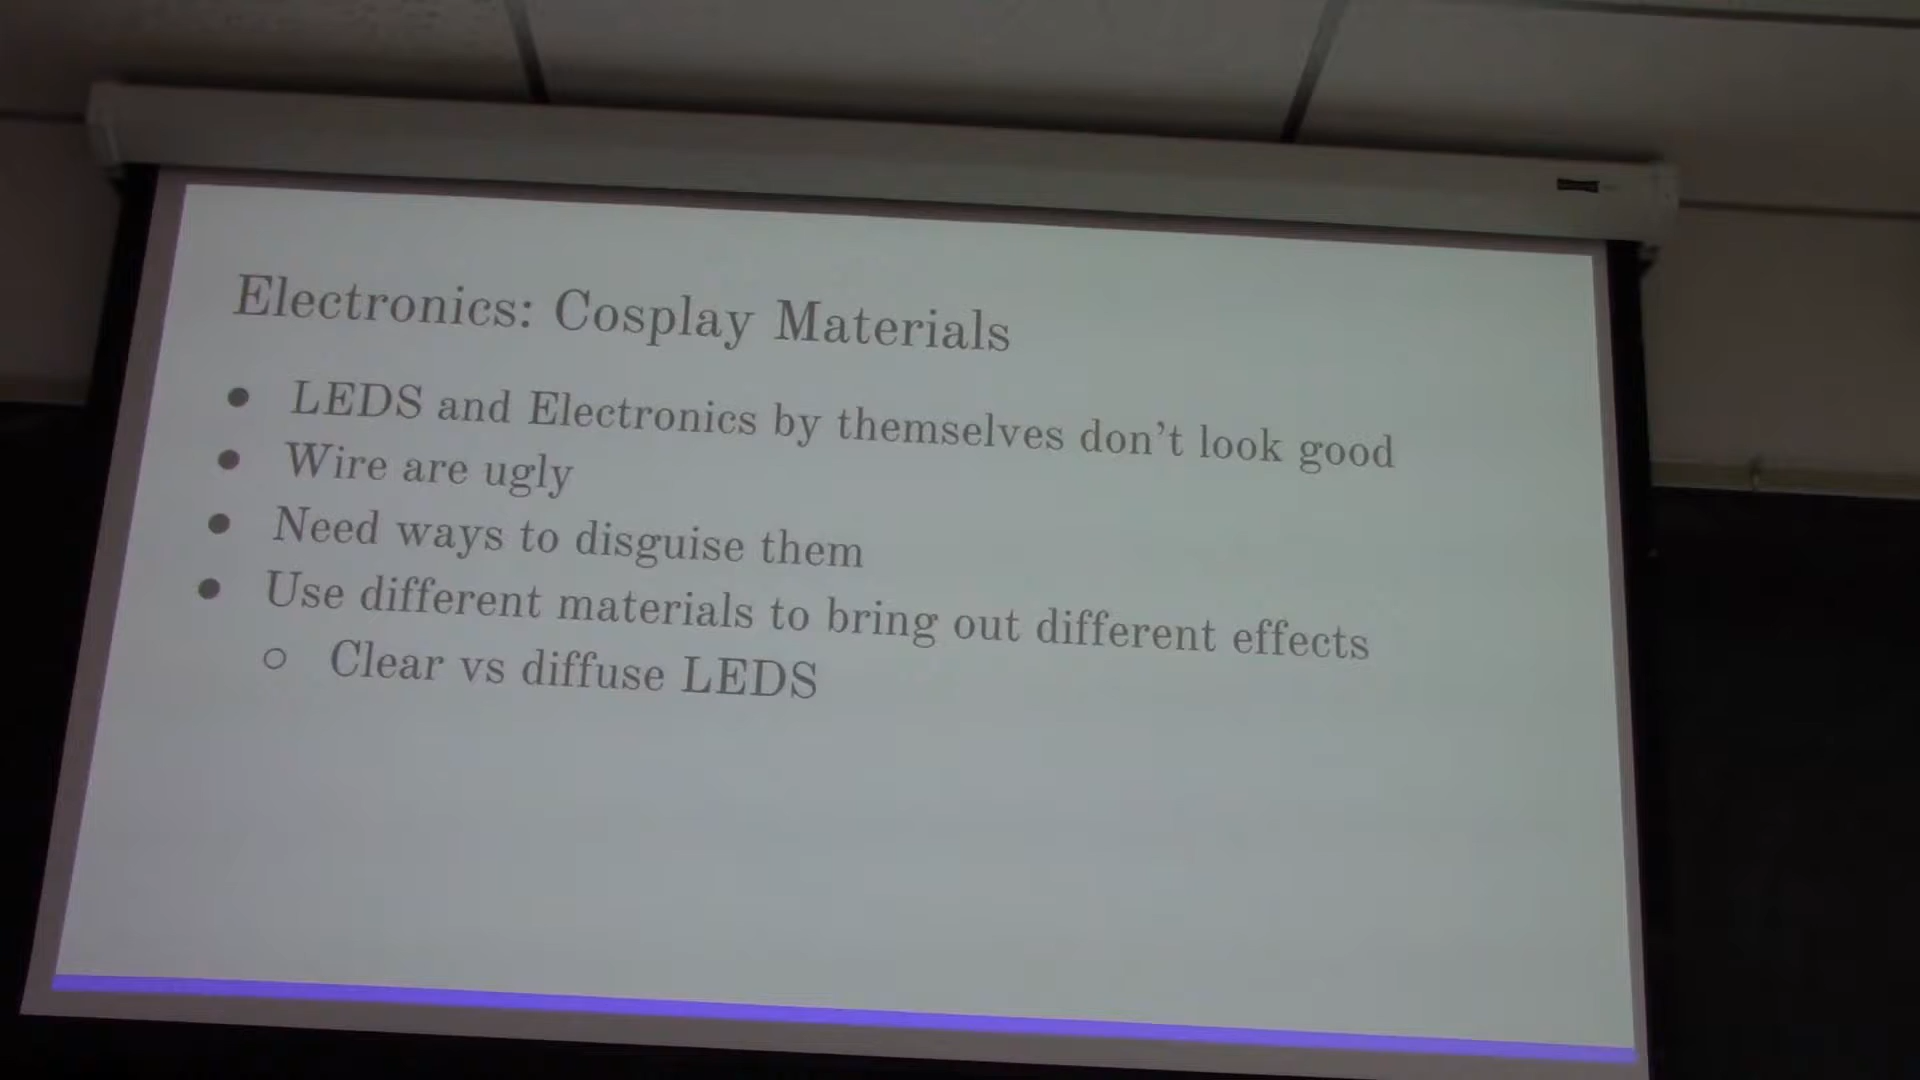 Electronics: Cosplay Materials
● LEDS and Electronics by themselves don't look good
● Wire are ugly
● Need ways to disguise them
● Use different materials to bring out different effects
○ Clear vs diffuse LEDS